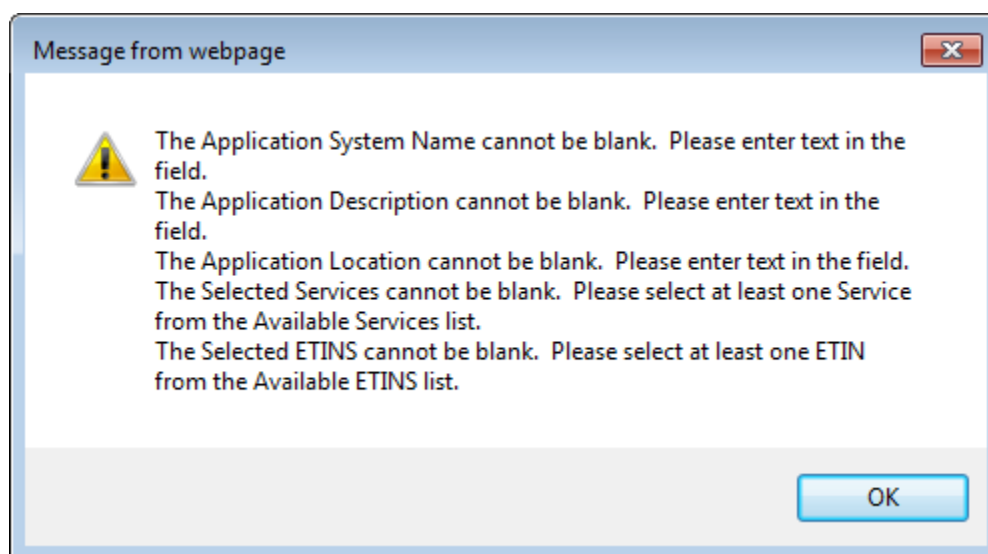 Message from webpage
The Application System Name cannot be blank.  Please enter text in the
field.
The Application Description cannot be blank.  Please enter text in the
field.
The Application Location cannot be blank.  Please enter text in the field.
The Selected Services cannot be blank.  Please select at least one Service
from the Available Services list.
The Selected ETINS cannot be blank.  Please select at least one ETIN
from the Available ETINS list.
OK